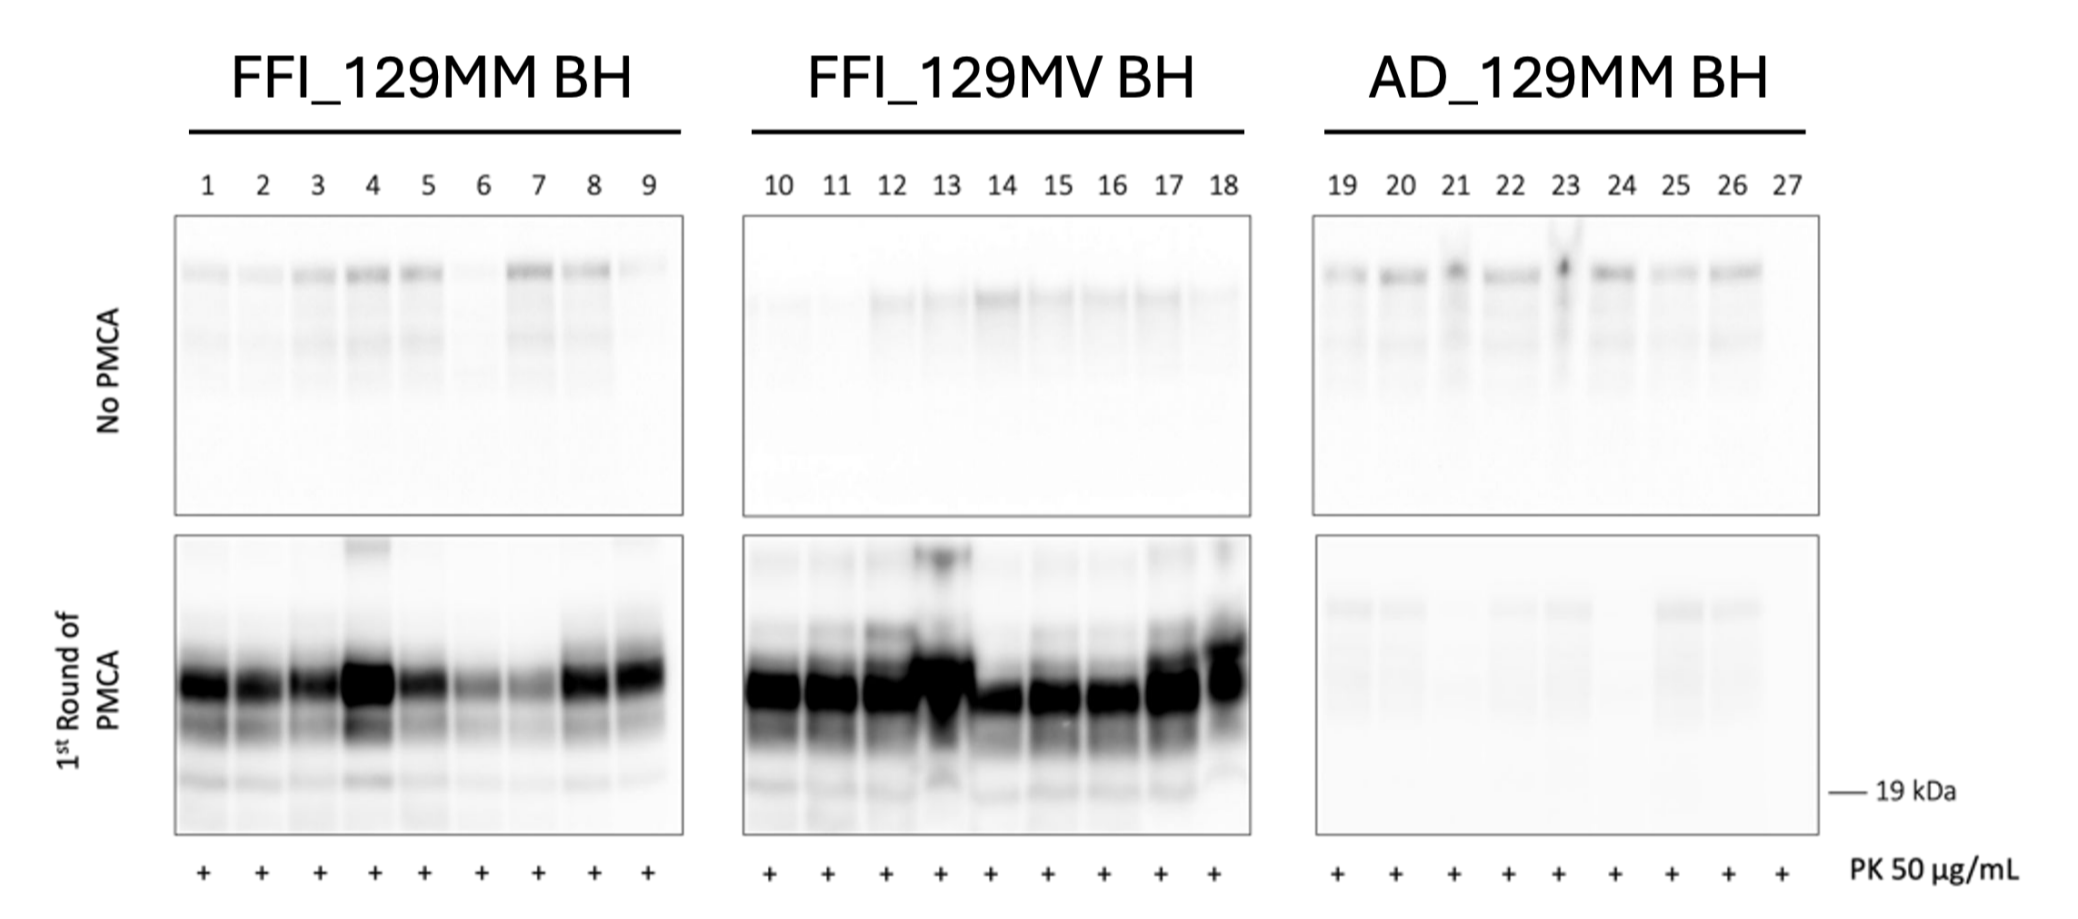 FFI_129MM BH FFI_129MV BH AD_129MM BH
1 2 3 4 5 6 7 8 9 10 11 12 13 14 15 16 17 18 19 20 21 22 23 24 25 26 27
No PMCA
1st Round of
PMCA
19 kDa
+ + + + + + + + + + + + + + + + + + + + + + + + + + + PK 50 µg/mL